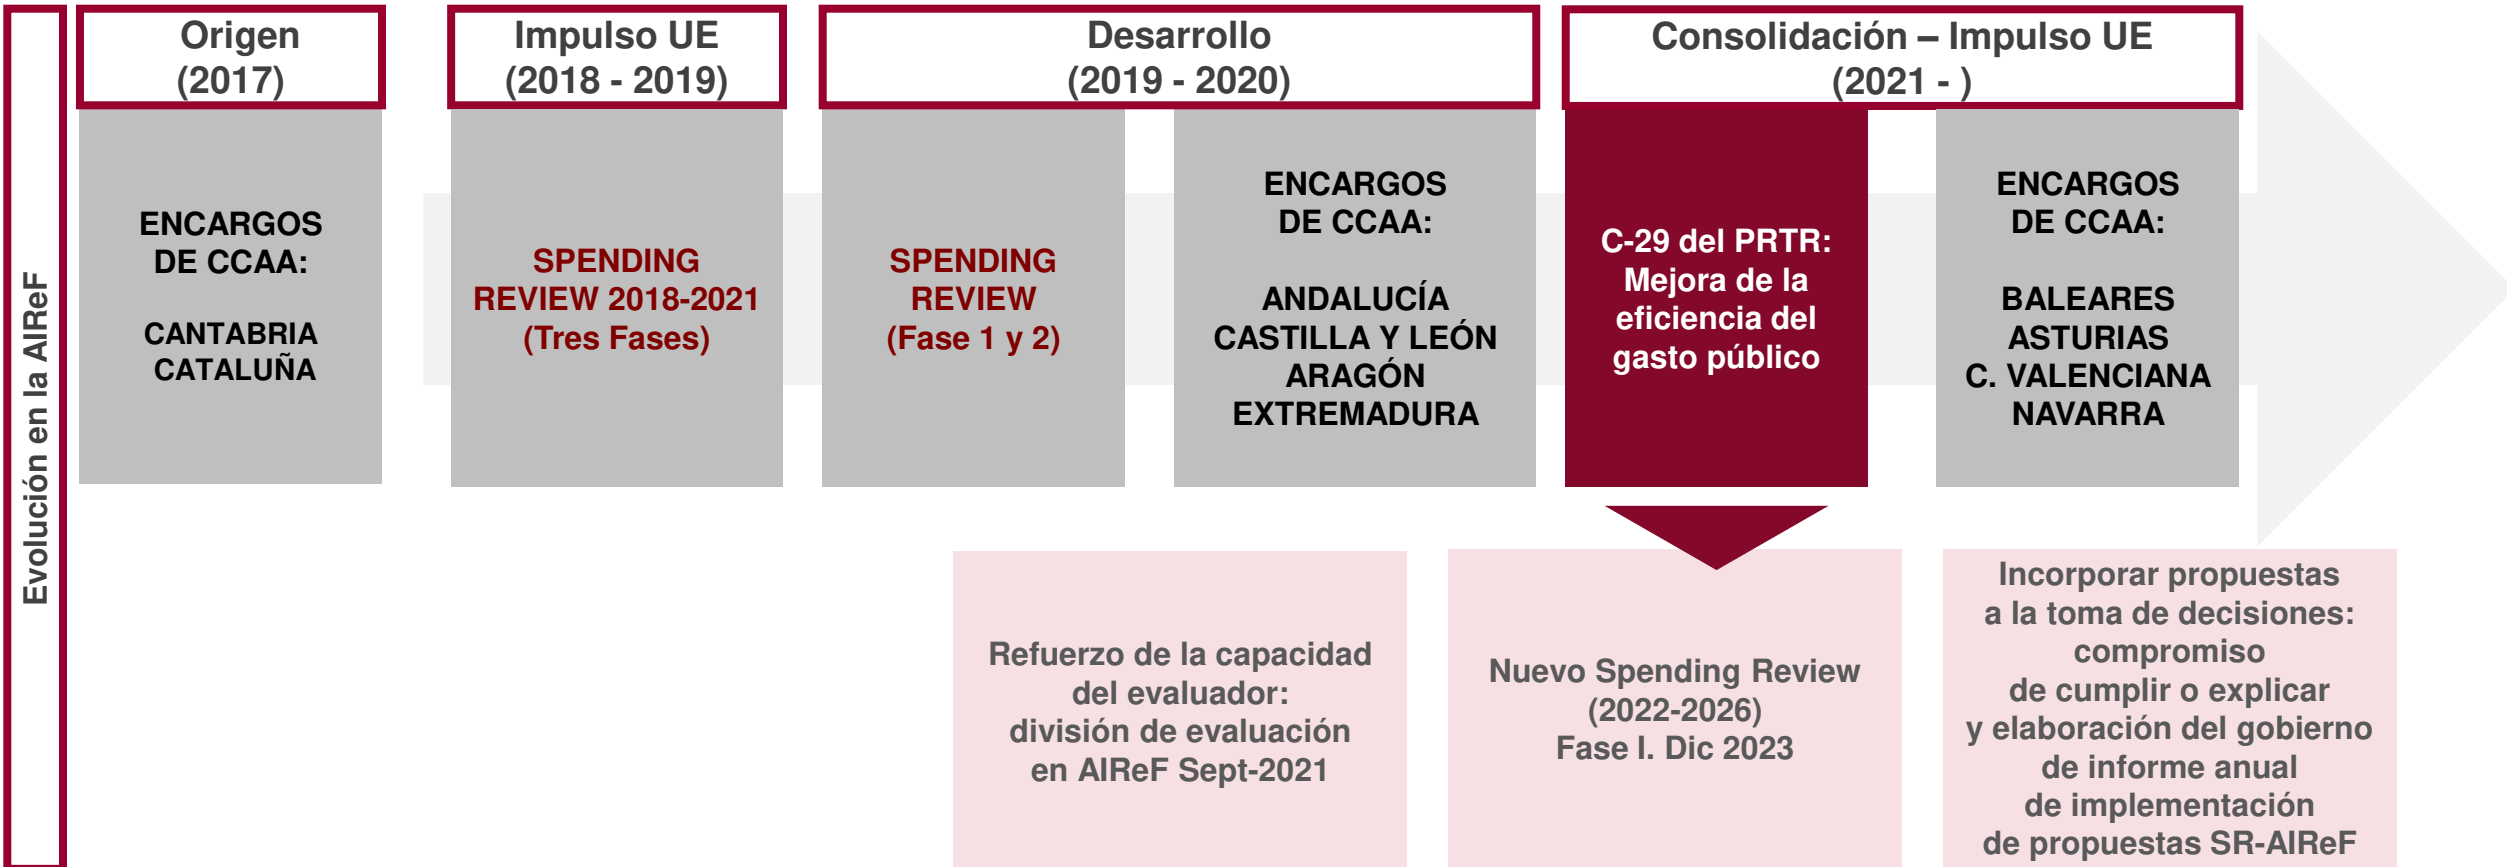 Evolución en la AIReF
Origen
(2017)
Impulso UE
(2018 - 2019)
Desarrollo
(2019 - 2020)
Consolidación – Impulso UE
(2021 - )
ENCARGOS
DE CCAA:
CANTABRIA
CATALUÑA
SPENDING
REVIEW 2018-2021
(Tres Fases)
SPENDING
REVIEW
(Fase 1 y 2)
ENCARGOS
DE CCAA:
ANDALUCÍA
CASTILLA Y LEÓN
ARAGÓN
EXTREMADURA
C-29 del PRTR:
Mejora de la
eficiencia del
gasto público
ENCARGOS
DE CCAA:
BALEARES
ASTURIAS
C. VALENCIANA
NAVARRA
Refuerzo de la capacidad
del evaluador:
división de evaluación
en AIReF Sept-2021
Nuevo Spending Review
(2022-2026)
Fase I. Dic 2023
Incorporar propuestas
a la toma de decisiones:
compromiso
de cumplir o explicar
y elaboración del gobierno
de informe anual
de implementación
de propuestas SR-AIReF